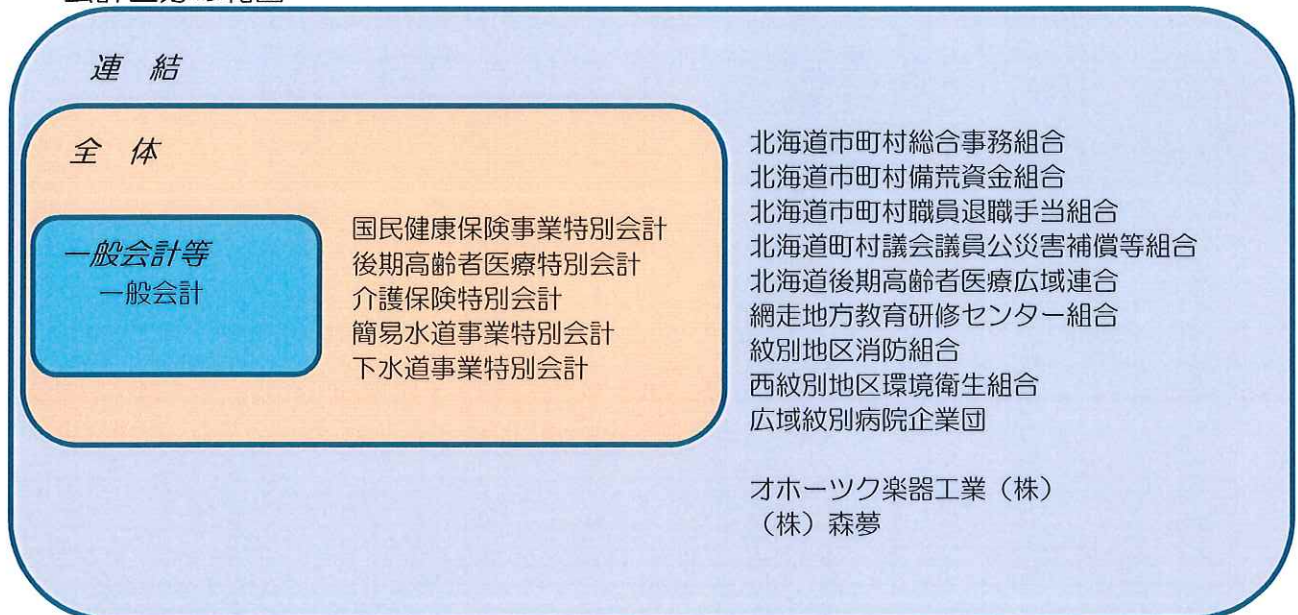 連 結
全 体
一般会計等
一般会計
国民健康保険事業特別会計
後期高齢者医療特別会計
介護保険特別会計
簡易水道事業特別会計
下水道事業特別会計
北海道市町村総合事務組合
北海道市町村備荒資金組合
北海道市町村職員退職手当組合
北海道町村議会議員公災害補償等組合
北海道後期高齢者医療広域連合
網走地方教育研修センター組合
紋別地区消防組合
西紋別地区環境衛生組合
広域紋別病院企業団
オホーツク楽器工業（株）
（株）森夢